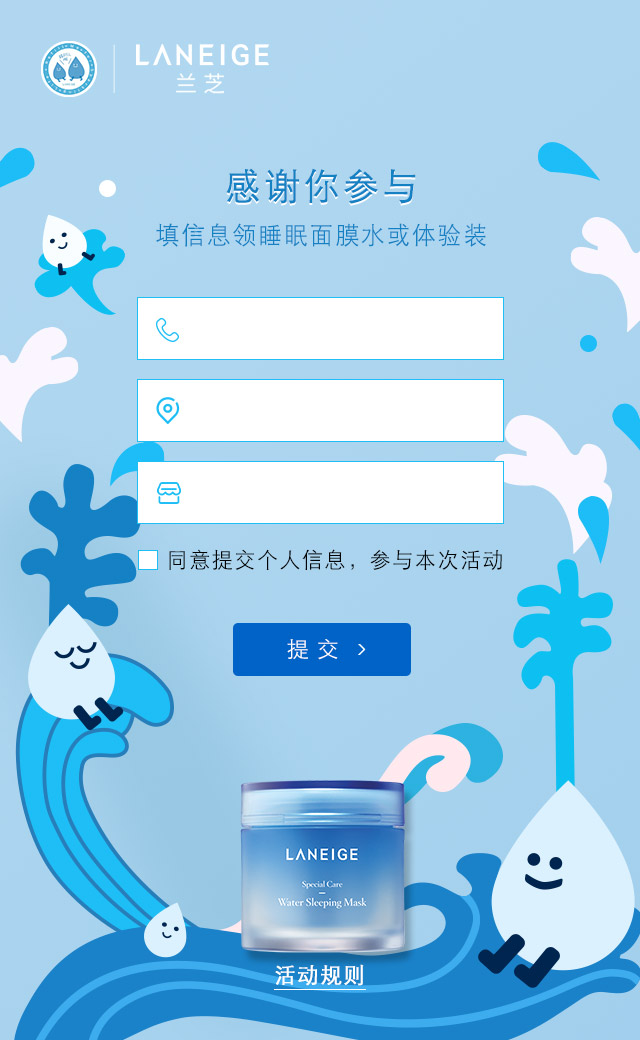 LANEIGE
兰芝
感谢你参与
填信息领睡眠面膜水或体验装
同意提交个人信息，参与本次活动
提交 >
LANEIGE
Special Care
Water Sleeping Mask
活动规则